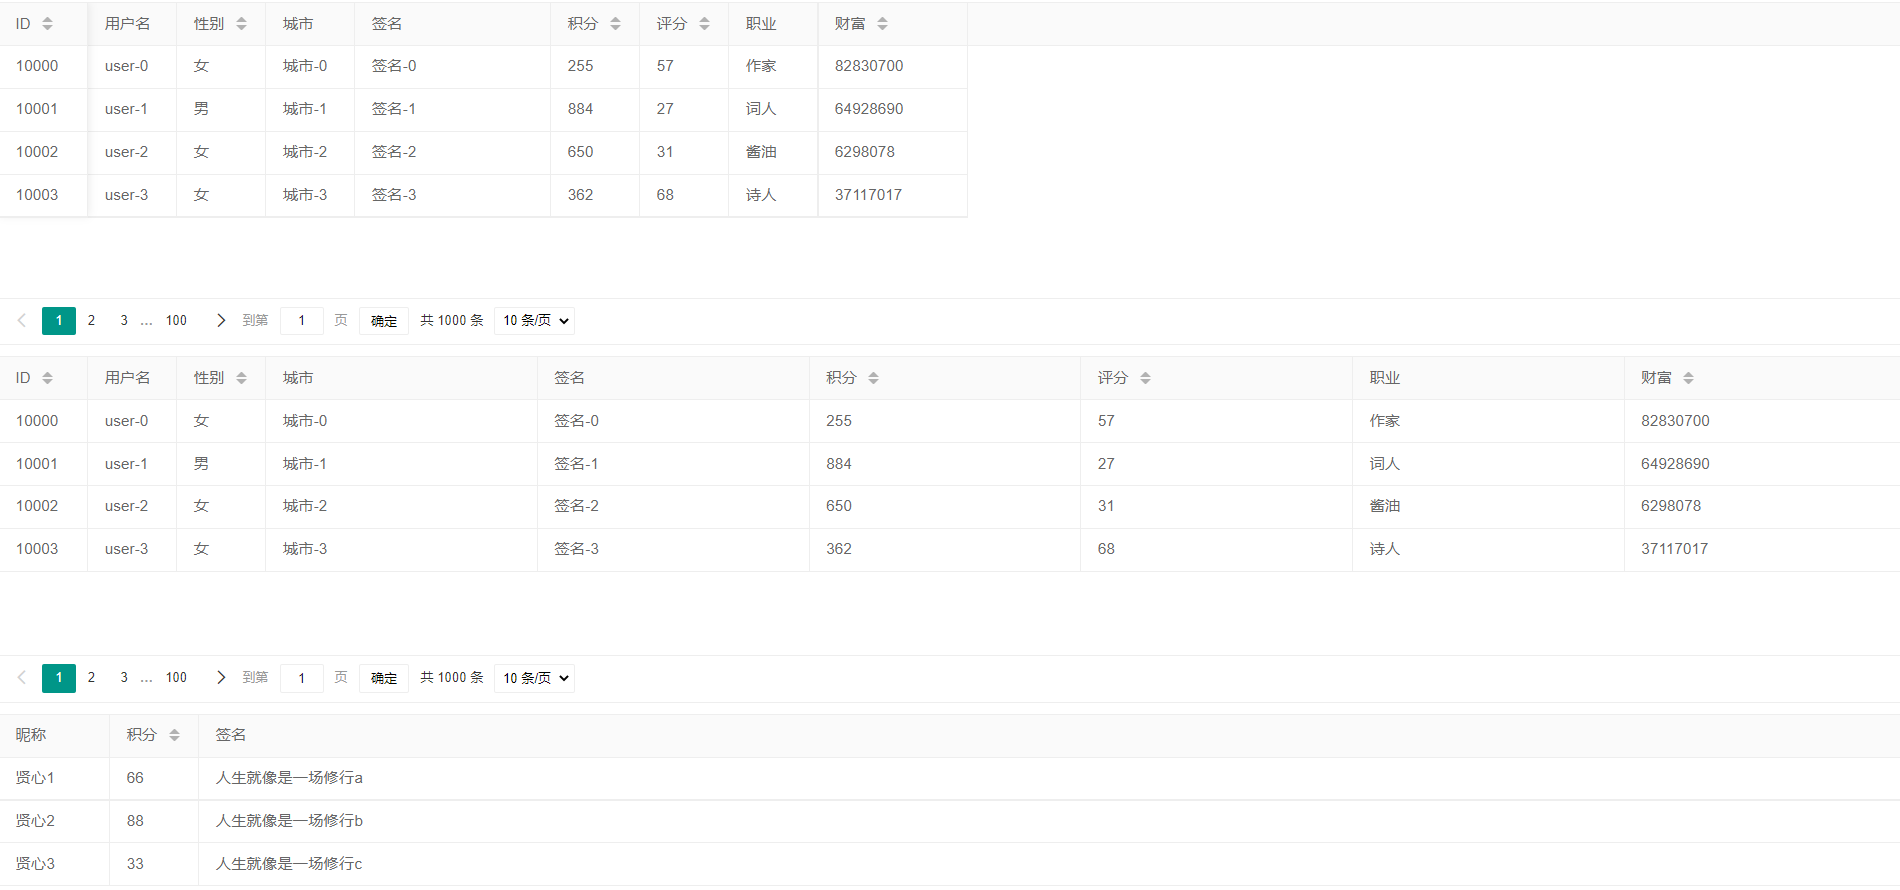 ID 用户名 性别 城市 签名 积分 评分 职业 财富
10000 user-0 女 城市-0 签名-0 255 57 作家 82830700
10001 user-1 男 城市-1 签名-1 884 27 词人 64928690
10002 user-2 女 城市-2 签名-2 650 31 酱油 6298078
10003 user-3 女 城市-3 签名-3 362 68 诗人 37117017
1 2 3 … 100 到第 1 页 确定 共 1000 条 10 条/页
ID 用户名 性别 城市 签名 积分 评分 职业 财富
10000 user-0 女 城市-0 签名-0 255 57 作家 82830700
10001 user-1 男 城市-1 签名-1 884 27 词人 64928690
10002 user-2 女 城市-2 签名-2 650 31 酱油 6298078
10003 user-3 女 城市-3 签名-3 362 68 诗人 37117017
1 2 3 … 100 到第 1 页 确定 共 1000 条 10 条/页
昵称 积分 签名
贤心1 66 人生就像是一场修行a
贤心2 88 人生就像是一场修行b
贤心3 33 人生就像是一场修行c